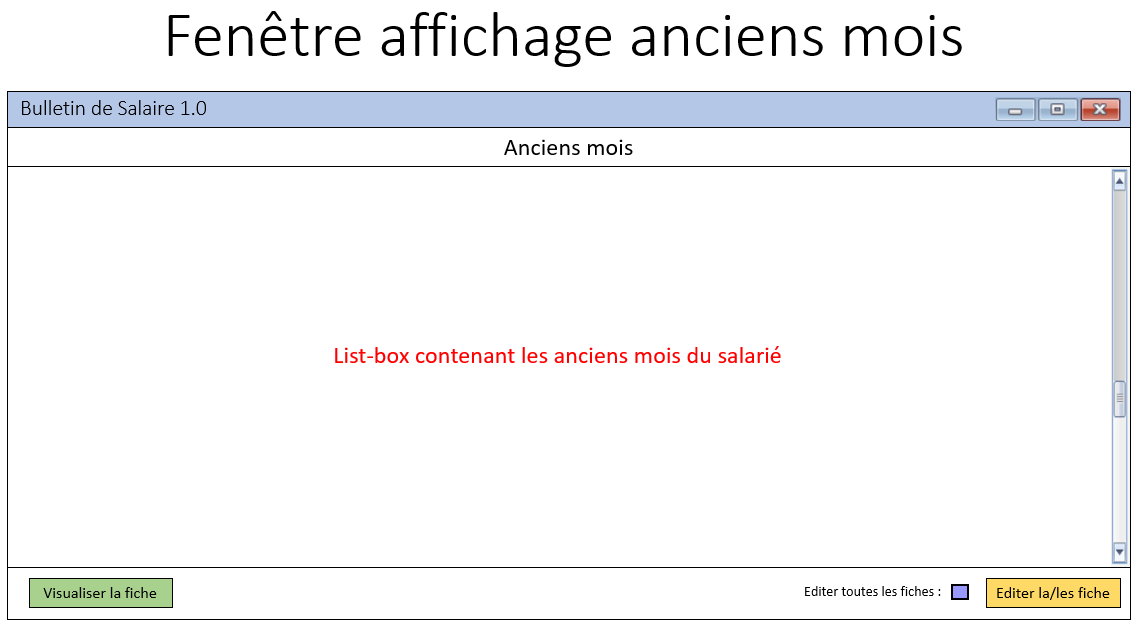 Fenêtre affichage anciens mois
Bulletin de Salaire 1.0
Anciens mois
List-box contenant les anciens mois du salarié
Visualiser la fiche
Editer toutes les fiches :
Editer la/les fiche